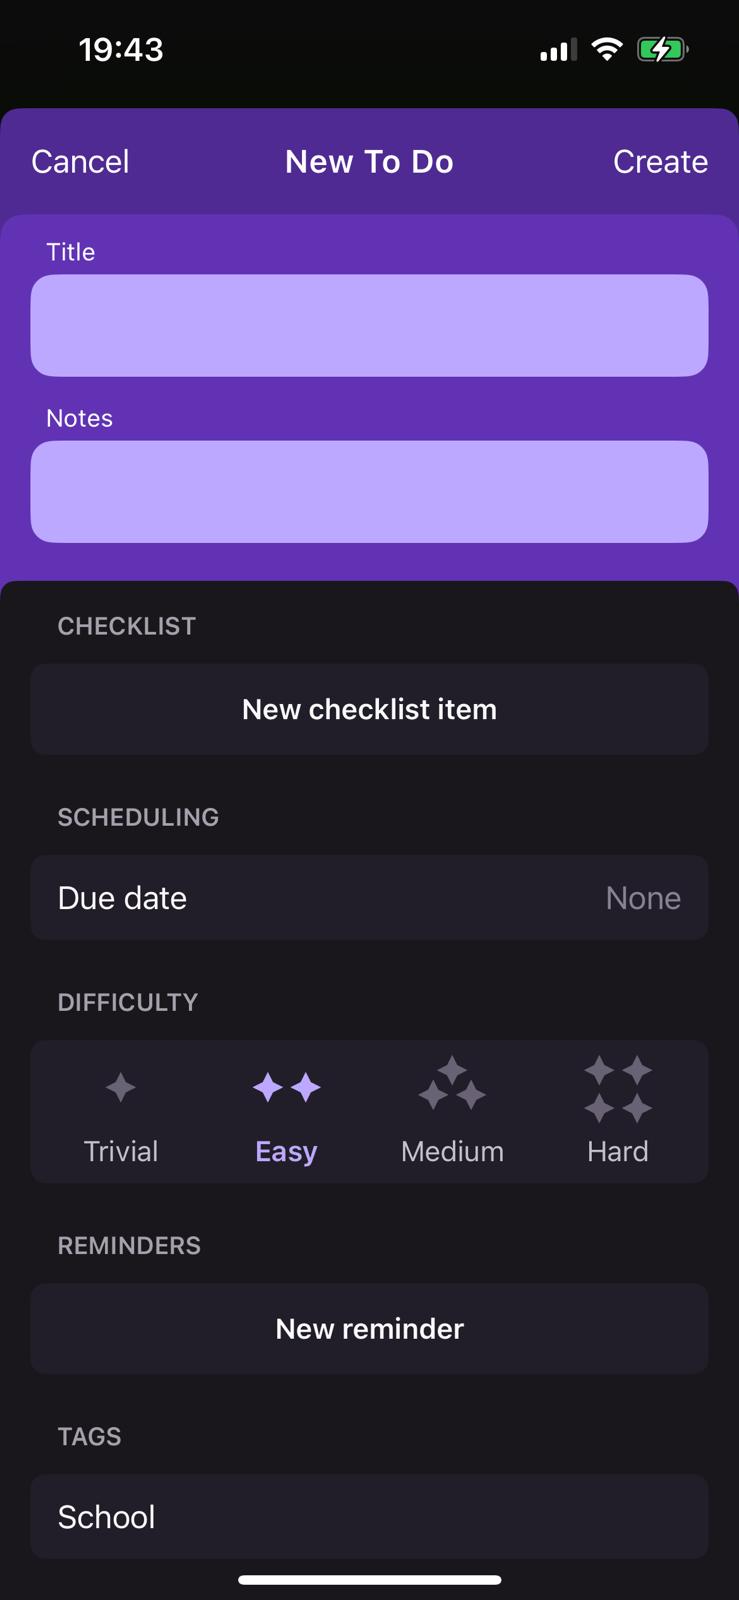 19:43
Cancel New To Do Create
Title
Notes
CHECKLIST
New checklist item
SCHEDULING
Due date None
DIFFICULTY
Trivial Easy Medium Hard
REMINDERS
New reminder
TAGS
School